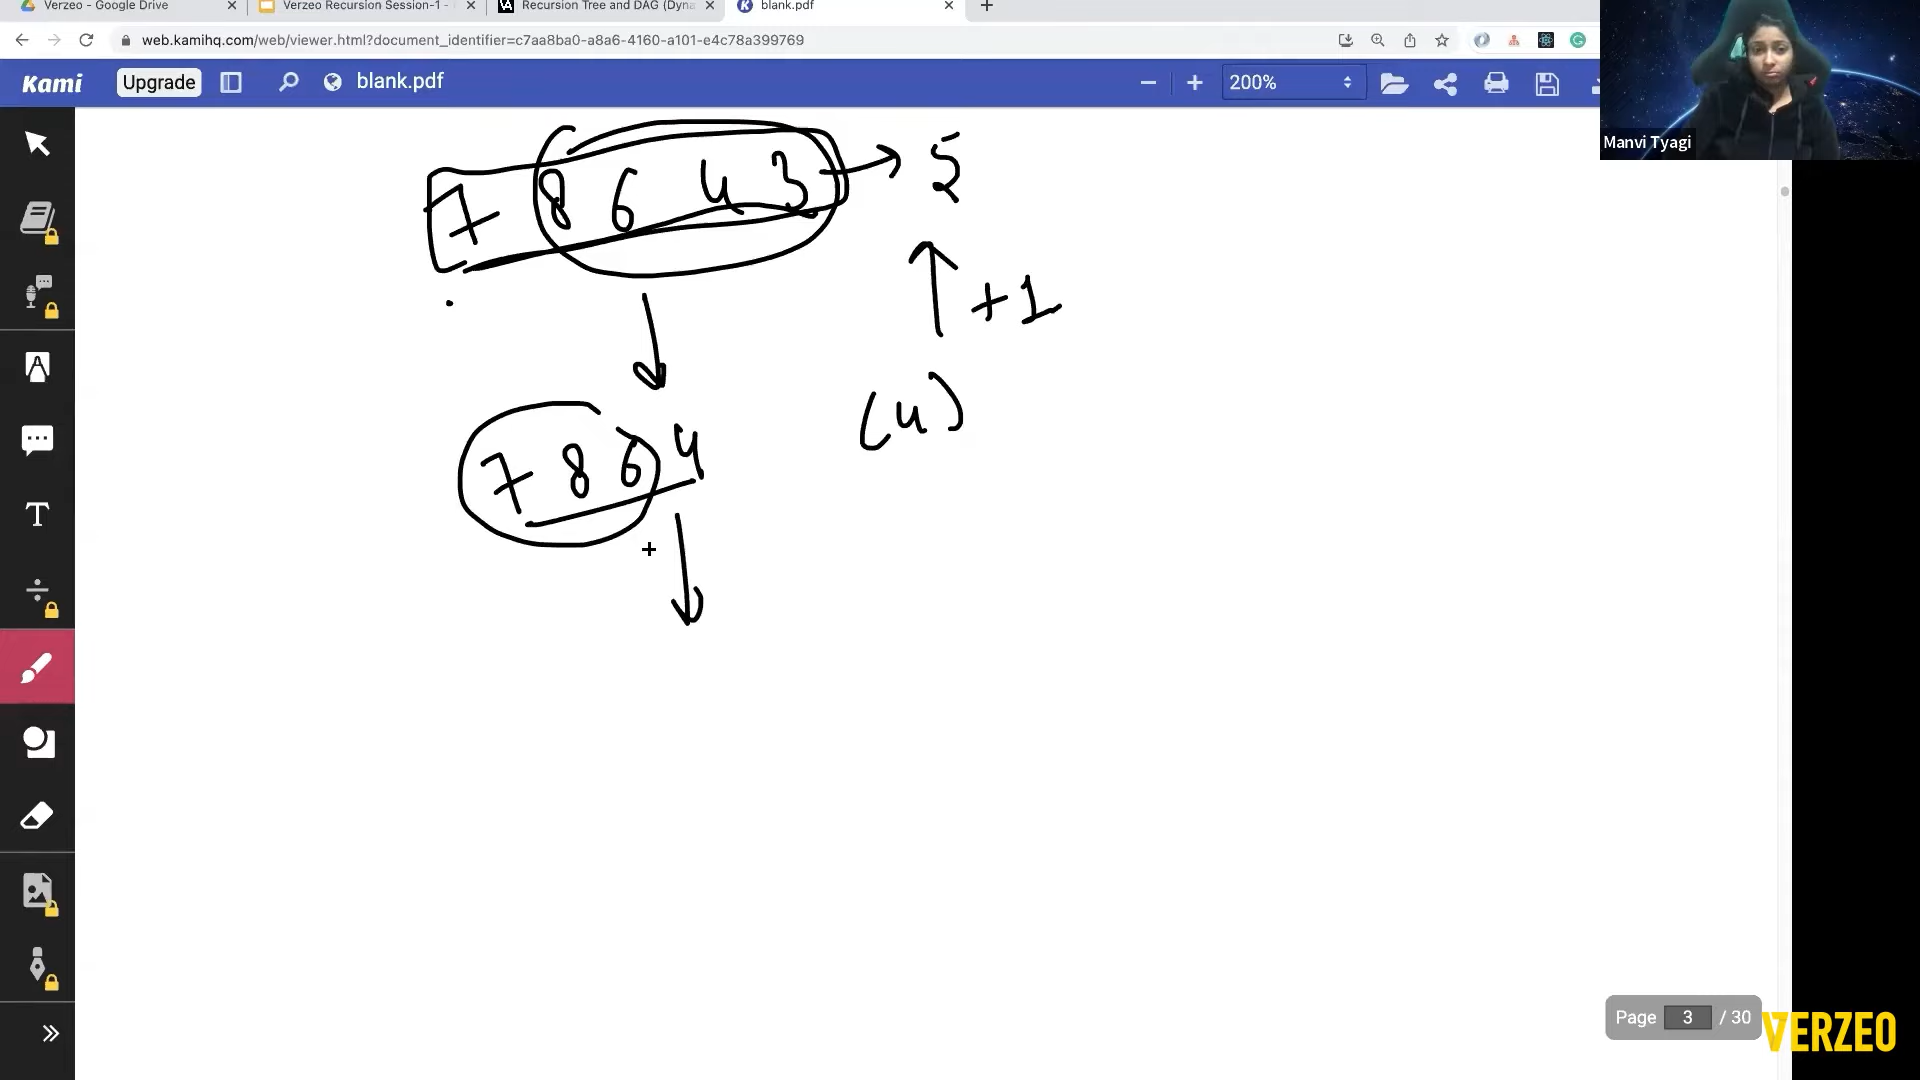 Verzeo - Google Drive
Verzeo Recursion Session-1 -
Recursion Tree and DAG (Dyna
blank.pdf
web.kamihq.com/web/viewer.html?document_identifier=c7aa8ba0-a8a6-4160-a101-e4c78a399769
Kami
Upgrade
blank.pdf
200%
Manvi Tyagi
7 8 6 4 3 → 5
+1
(4)
7 8 6 4
Page 3 / 30
VERZEO